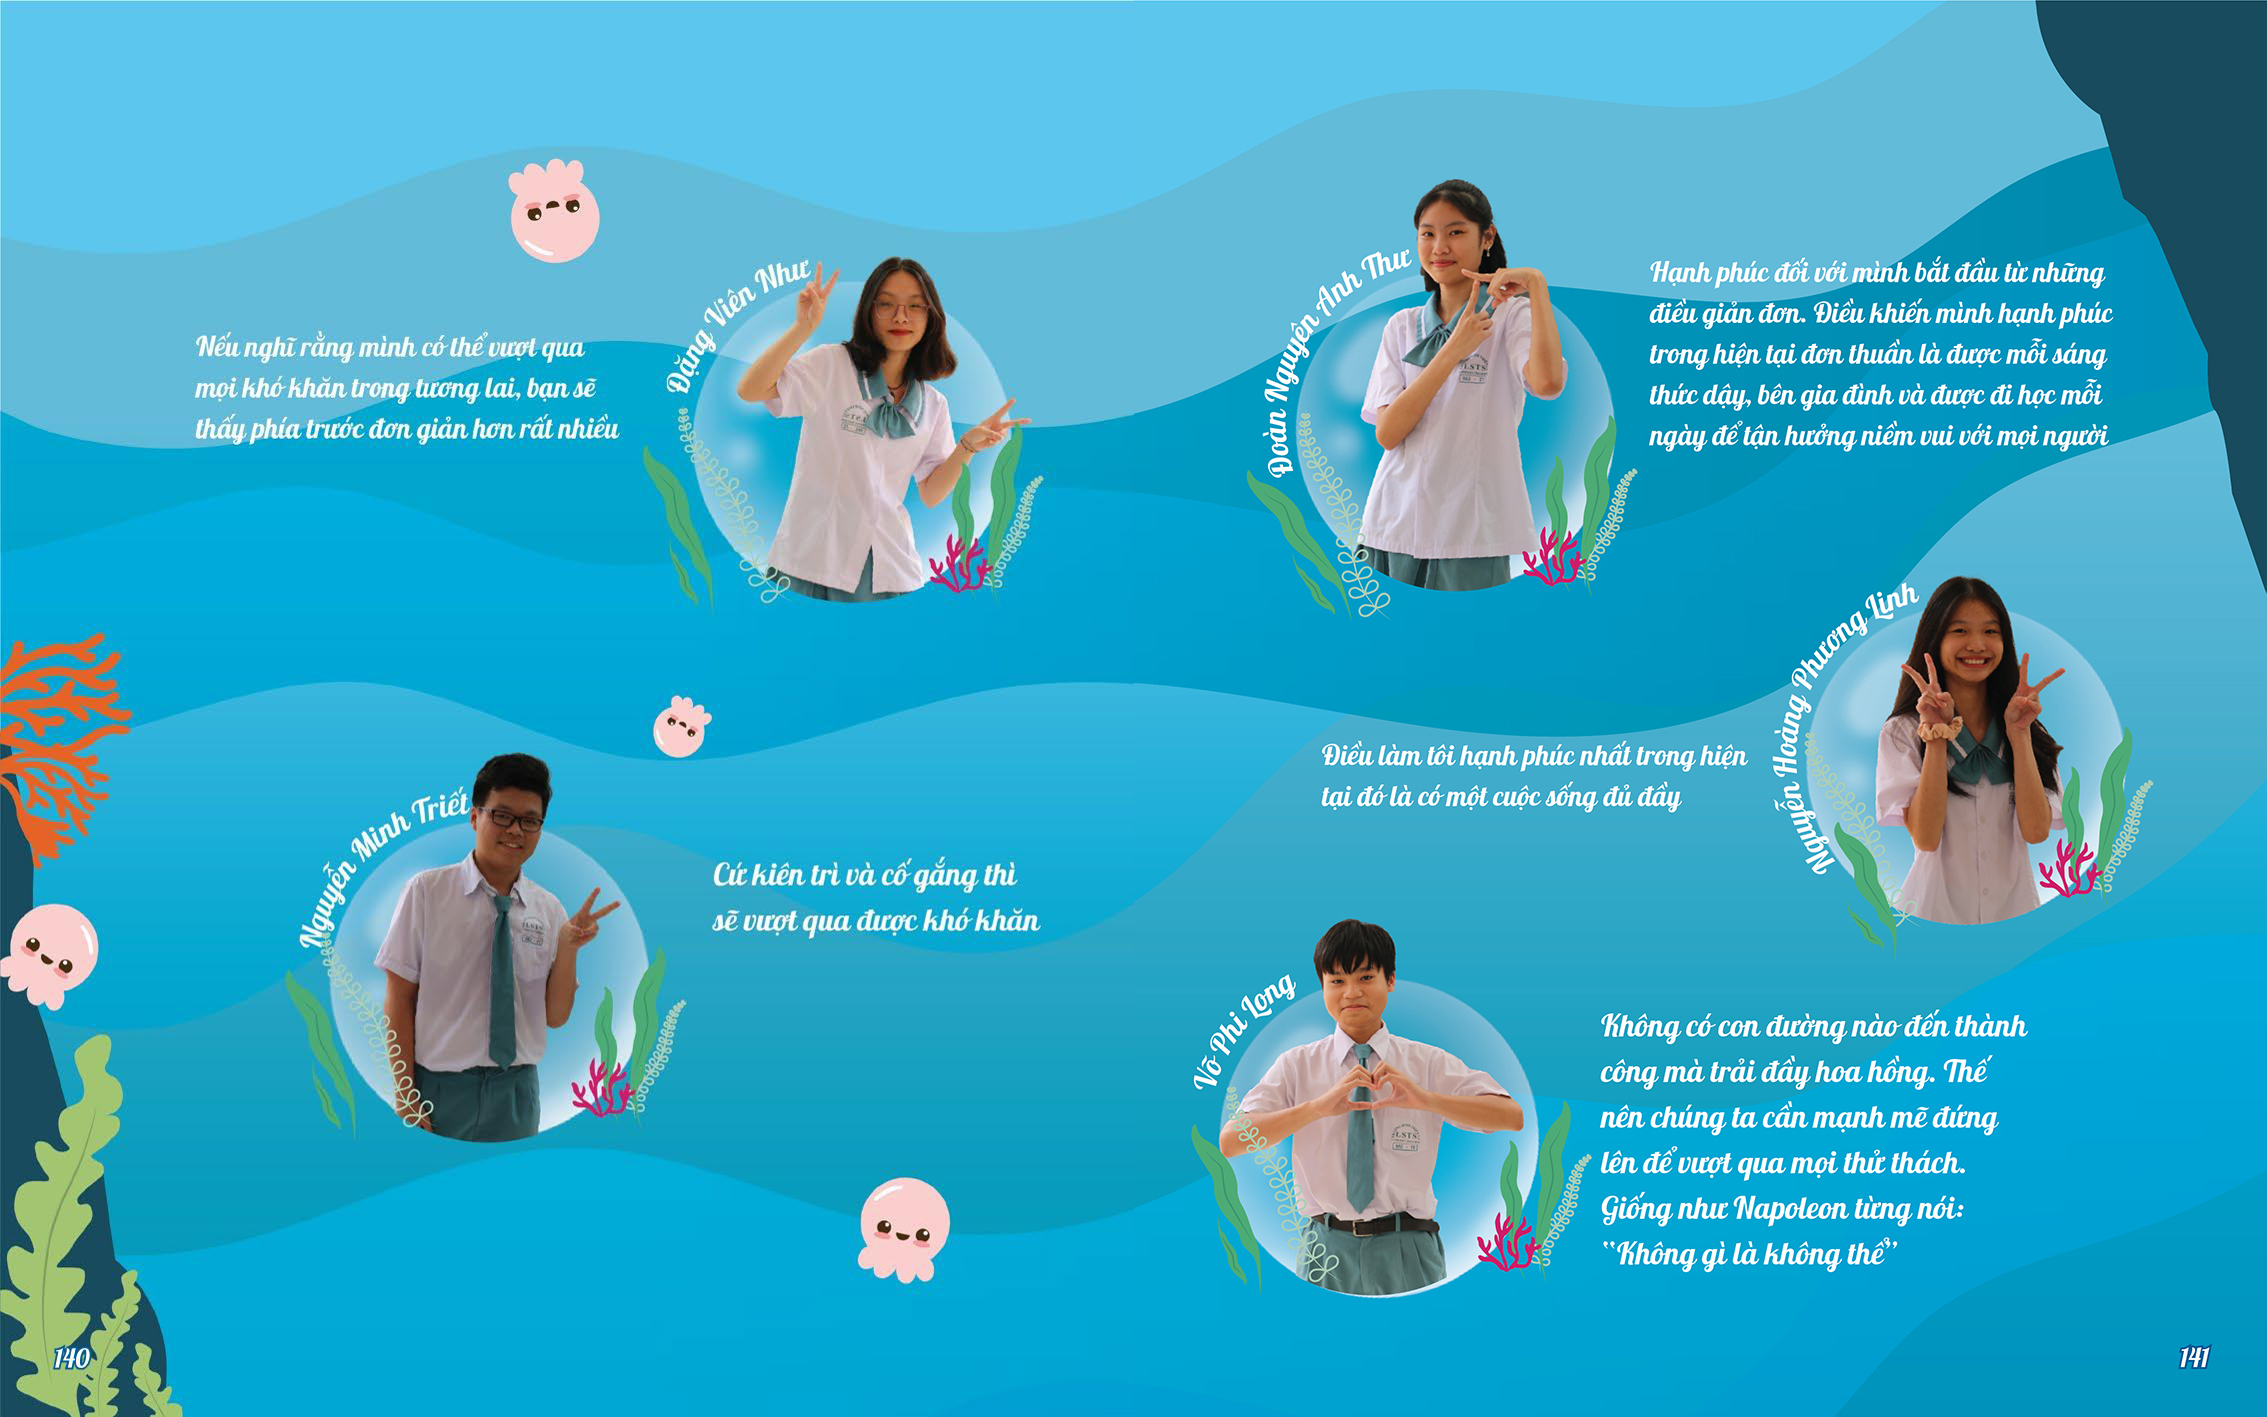 Đặng Viên Như
Nếu nghĩ rằng mình có thể vượt qua
mọi khó khăn trong tương lai, bạn sẽ
thấy phía trước đơn giản hơn rất nhiều
Nguyễn Minh Triết
Cứ kiên trì và cố gắng thì
sẽ vượt qua được khó khăn
140
Đoàn Nguyên Anh Thư
Hạnh phúc đối với mình bắt đầu từ những
điều giản đơn. Điều khiến mình hạnh phúc
trong hiện tại đơn thuần là được mỗi sáng
thức dậy, bên gia đình và được đi học mỗi
ngày để tận hưởng niềm vui với mọi người
Nguyễn Hoàng Phương Linh
Điều làm tôi hạnh phúc nhất trong hiện
tại đó là có một cuộc sống đủ đầy
Võ Phi Long
Không có con đường nào đến thành
công mà trải đầy hoa hồng. Thế
nên chúng ta cần mạnh mẽ đứng
lên để vượt qua mọi thử thách.
Giống như Napoleon từng nói:
“Không gì là không thể”
LSTS
LSTS
LSTS
141